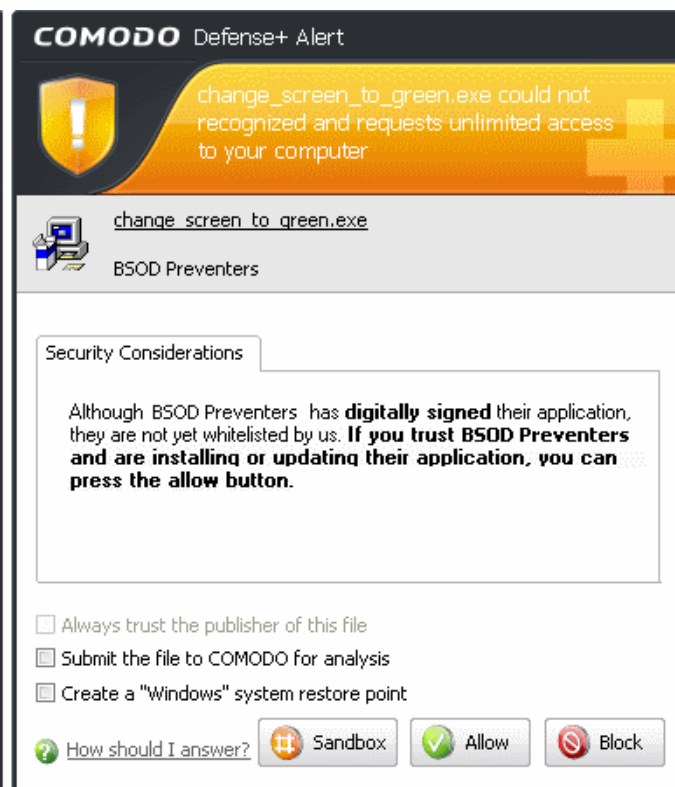 COMODO Defense+ Alert
change_screen_to_green.exe could not
recognized and requests unlimited access
to your computer
change_screen_to_green.exe
BSOD Preventers
Security Considerations
Although BSOD Preventers has digitally signed their application,
they are not yet whitelisted by us. If you trust BSOD Preventers
and are installing or updating their application, you can
press the allow button.
Always trust the publisher of this file
Submit the file to COMODO for analysis
Create a "Windows" system restore point
How should I answer? Sandbox Allow Block